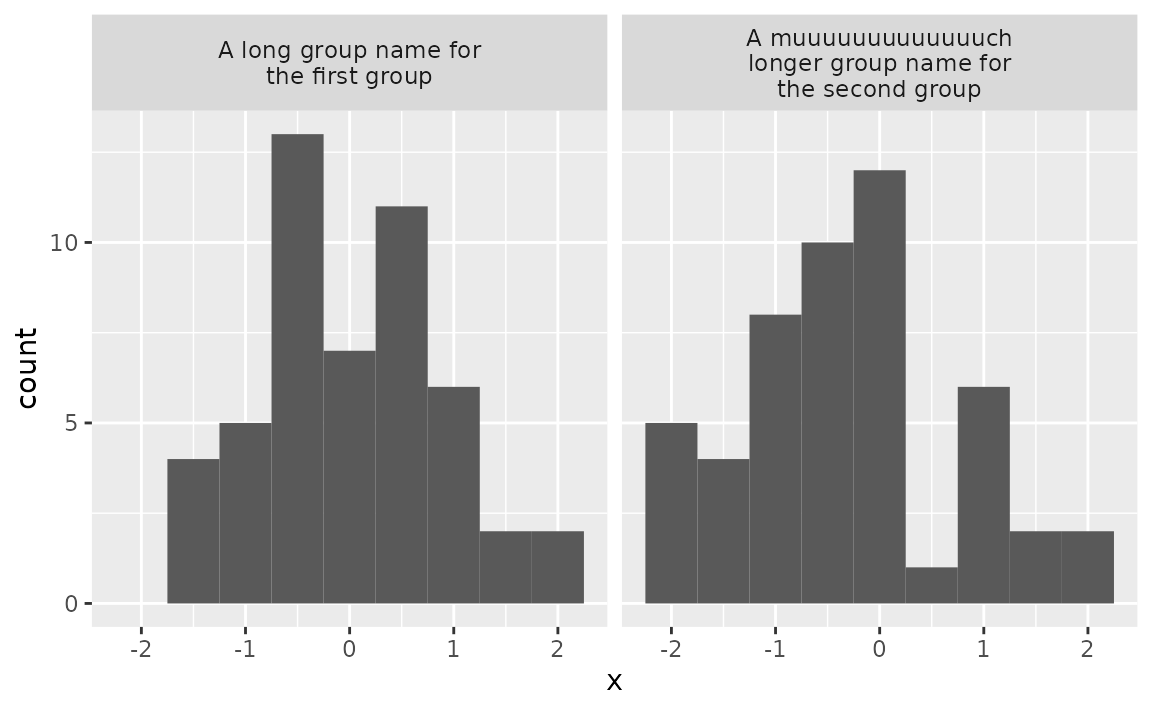 A long group name for
the first group
A muuuuuuuuuuuuuch
longer group name for
the second group
count
10
5
0
-2
-1
0
1
2
-2
-1
0
1
2
x